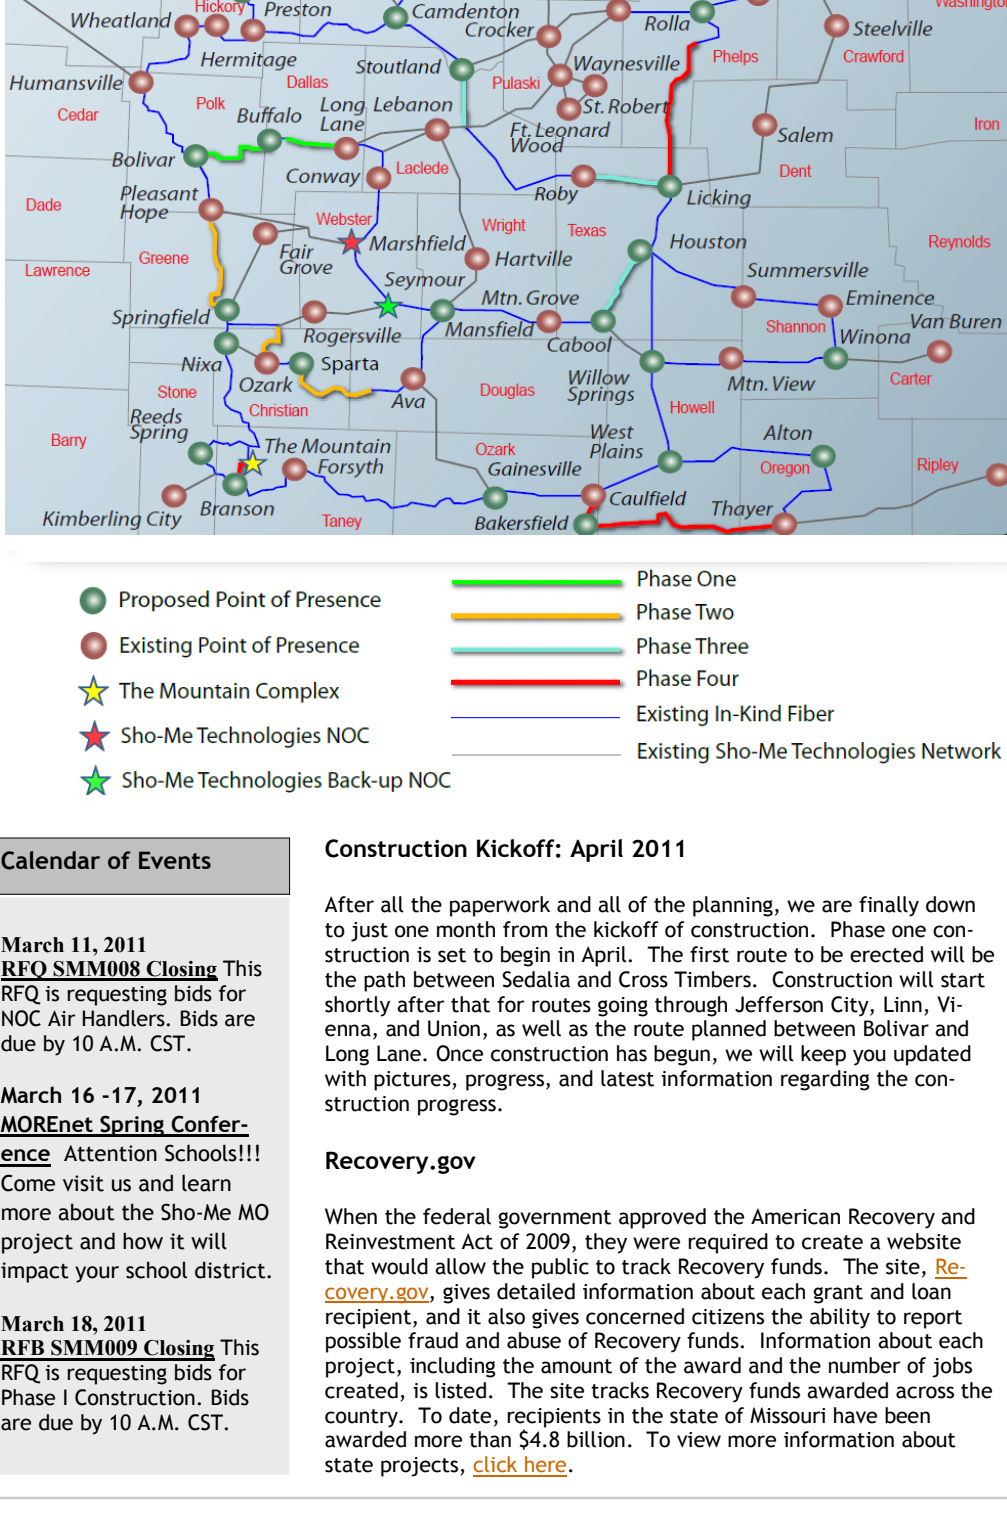 Hickory
Preston
Camdenton
Washington
Wheatland
Crocker
Rolla
Steelville
Hermitage
Stoutland
Waynesville
Phelps
Crawford
Humansville
Dallas
Pulaski
Cedar
Polk
Long
Lane
Lebanon
St. Robert
Buffalo
Ft. Leonard
Wood
Salem
Iron
Bolivar
Conway
Laclede
Roby
Dent
Licking
Pleasant
Hope
Dade
Webster
Wright
Texas
Marshfield
Houston
Reynolds
Greene
Fair
Grove
Hartville
Lawrence
Seymour
Summersville
Mtn. Grove
Eminence
Springfield
Rogersville
Mansfield
Shannon
Van Buren
Cabool
Winona
Nixa
Sparta
Ozark
Willow
Springs
Mtn. View
Carter
Stone
Christian
Ava
Douglas
Howell
Reeds
Spring
Barry
The Mountain
Ozark
West
Plains
Alton
Forsyth
Gainesville
Oregon
Ripley
Branson
Caulfield
Kimberling City
Taney
Bakersfield
Thayer
Proposed Point of Presence
Existing Point of Presence
The Mountain Complex
Sho-Me Technologies NOC
Sho-Me Technologies Back-up NOC
Phase One
Phase Two
Phase Three
Phase Four
Existing In-Kind Fiber
Existing Sho-Me Technologies Network
Calendar of Events
March 11, 2011
RFQ SMM008 Closing This
RFQ is requesting bids for
NOC Air Handlers. Bids are
due by 10 A.M. CST.
March 16 -17, 2011
MOREnet Spring Confer-
ence Attention Schools!!!
Come visit us and learn
more about the Sho-Me MO
project and how it will
impact your school district.
March 18, 2011
RFB SMM009 Closing This
RFQ is requesting bids for
Phase I Construction. Bids
are due by 10 A.M. CST.
Construction Kickoff: April 2011
After all the paperwork and all of the planning, we are finally down
to just one month from the kickoff of construction. Phase one con-
struction is set to begin in April. The first route to be erected will be
the path between Sedalia and Cross Timbers. Construction will start
shortly after that for routes going through Jefferson City, Linn, Vi-
enna, and Union, as well as the route planned between Bolivar and
Long Lane. Once construction has begun, we will keep you updated
with pictures, progress, and latest information regarding the con-
struction progress.
Recovery.gov
When the federal government approved the American Recovery and
Reinvestment Act of 2009, they were required to create a website
that would allow the public to track Recovery funds. The site, Re-
covery.gov, gives detailed information about each grant and loan
recipient, and it also gives concerned citizens the ability to report
possible fraud and abuse of Recovery funds. Information about each
project, including the amount of the award and the number of jobs
created, is listed. The site tracks Recovery funds awarded across the
country. To date, recipients in the state of Missouri have been
awarded more than $4.8 billion. To view more information about
state projects, click here.